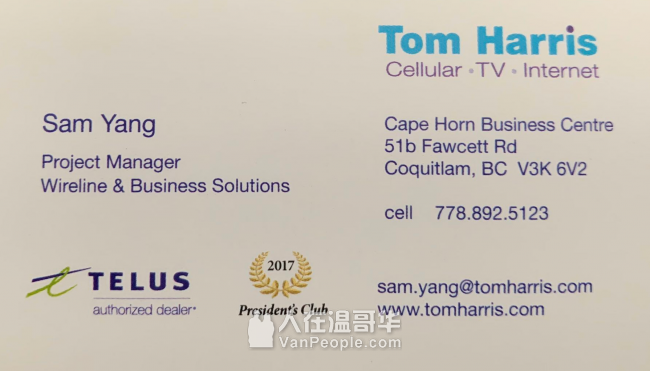 Tom Harris
Cellular • TV • Internet
Sam Yang
Project Manager
Wireline & Business Solutions
Cape Horn Business Centre
51b Fawcett Rd
Coquitlam, BC V3K 6V2
cell 778.892.5123
TELUS
authorized dealer™
2017
President's Club
sam.yang@tomharris.com
www.tomharris.com
人在温哥华
VanPeople.com